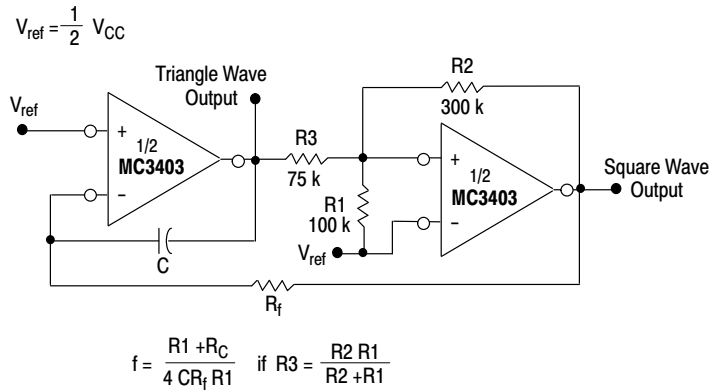 V_ref = 1/2 V_CC
Triangle Wave
Output
R2
300 k
V_ref
+
1/2
MC3403
−
R3
75 k
+
1/2
MC3403
−
Square Wave
Output
R1
100 k
V_ref
C
R_f
f = R1 +R_C / 4 CR_f R1 if R3 = R2 R1 / R2 +R1